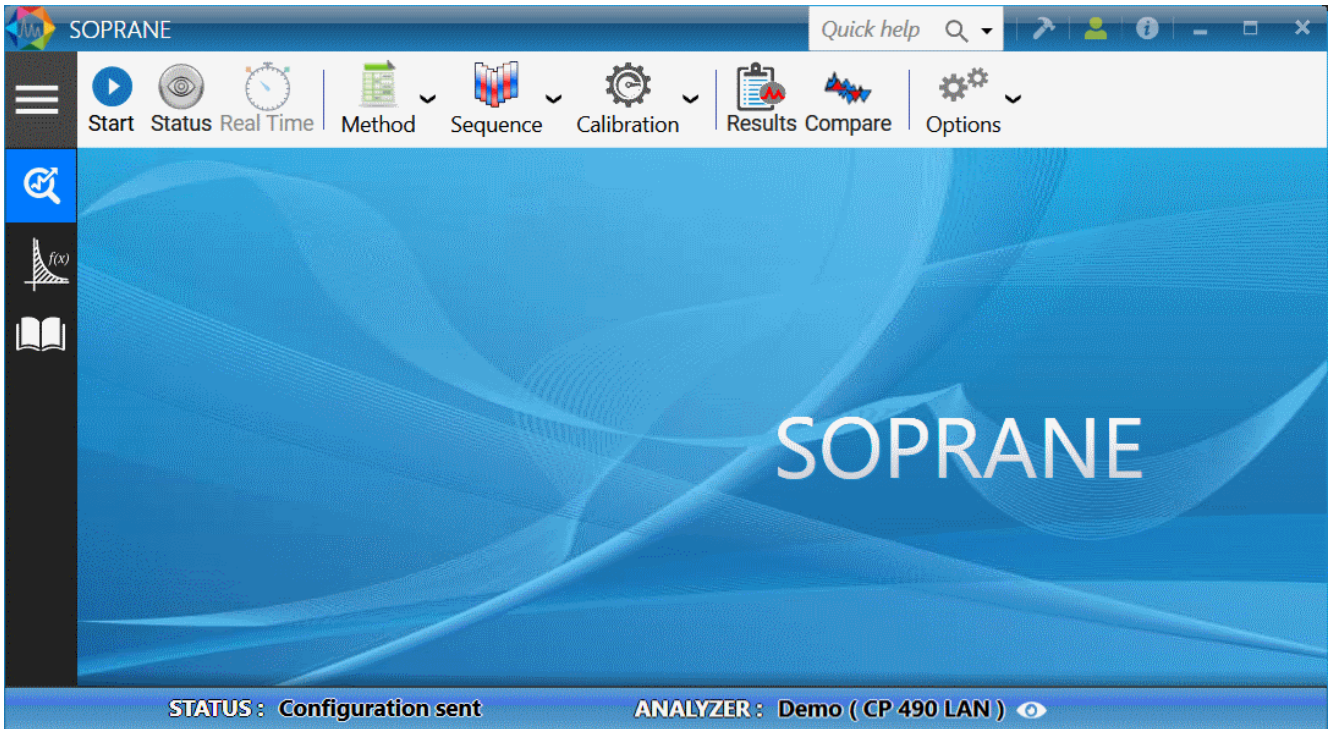 SOPRANE
Quick help
Start Status Real Time Method Sequence Calibration Results Compare Options
f(x)
SOPRANE
STATUS : Configuration sent ANALYZER : Demo ( CP 490 LAN )